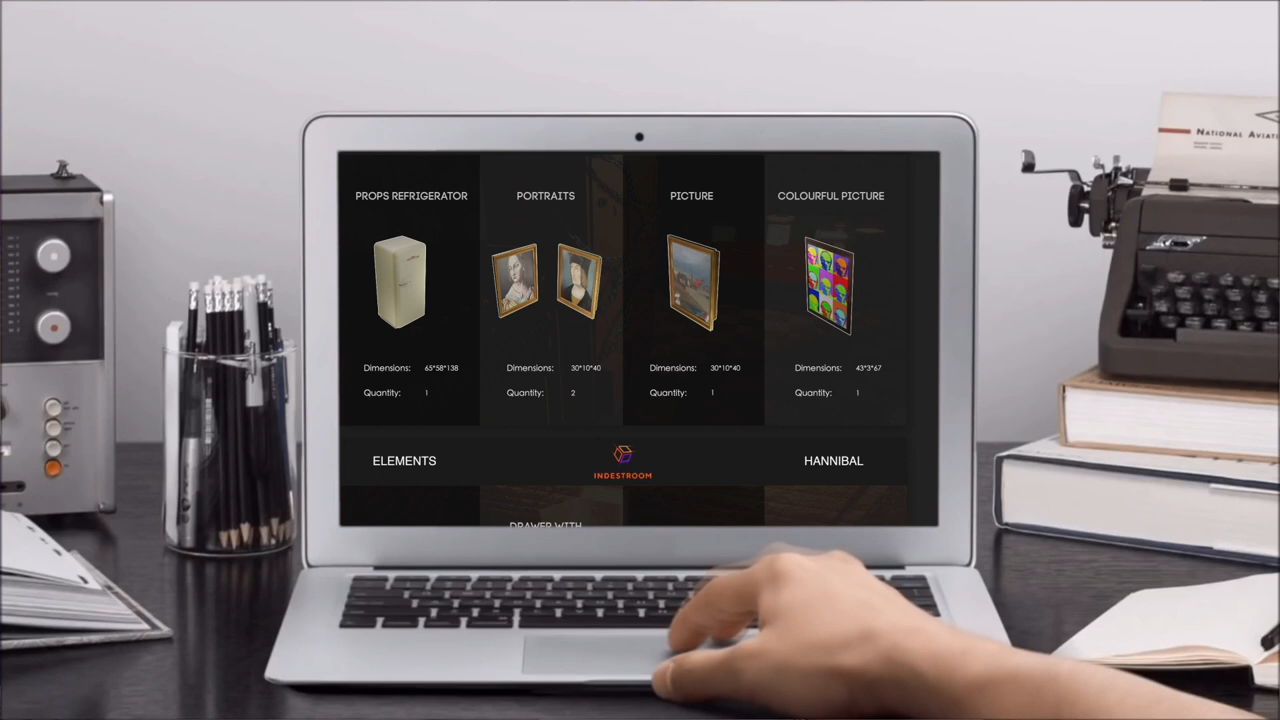 PROPS REFRIGERATOR
PORTRAITS
PICTURE
COLOURFUL PICTURE
Dimensions: 65*58*138
Dimensions: 30*10*40
Dimensions: 30*10*40
Dimensions: 43*3*67
Quantity: 1
Quantity: 2
Quantity: 1
Quantity: 1
ELEMENTS
INDESTROOM
HANNIBAL
DRAWER WITH
NATIONAL AVIAT